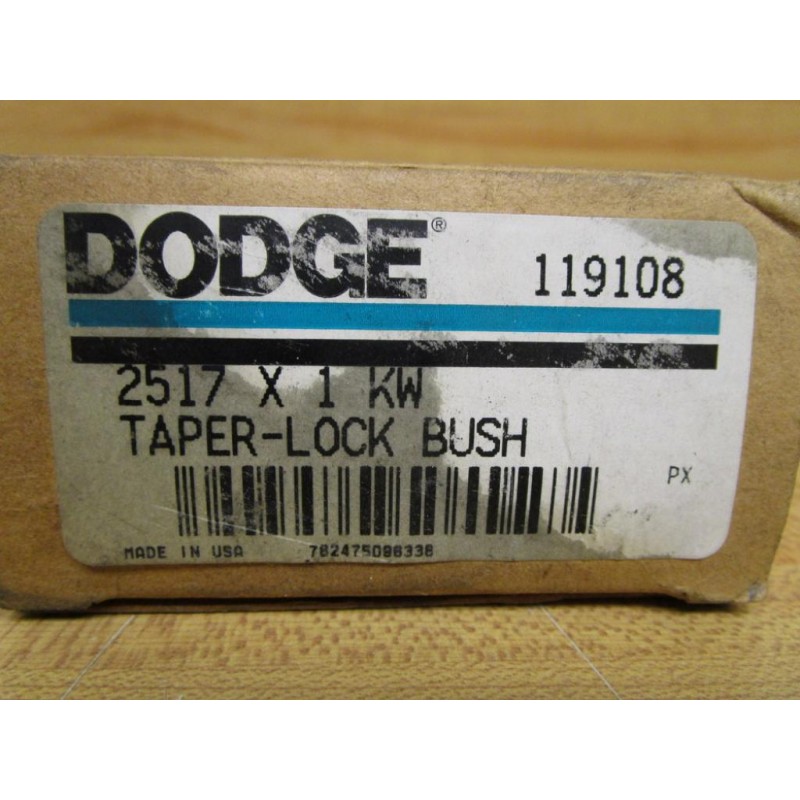 DODGE®
119108
2517 X 1 KW
TAPER-LOCK BUSH
PX
MADE IN USA 782475096338